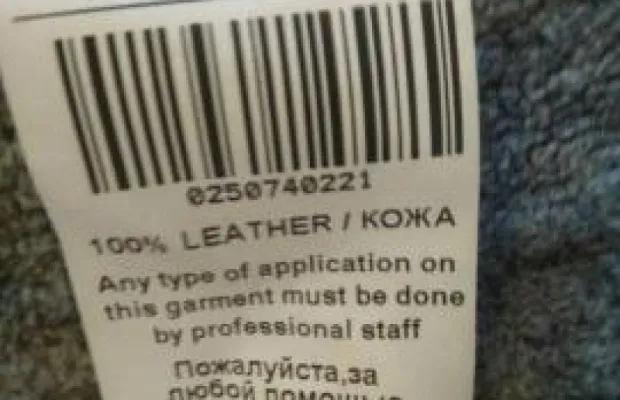 0250740221
100% LEATHER / КОЖА
Any type of application on
this garment must be done
by professional staff
Пожалуйста,за
любой